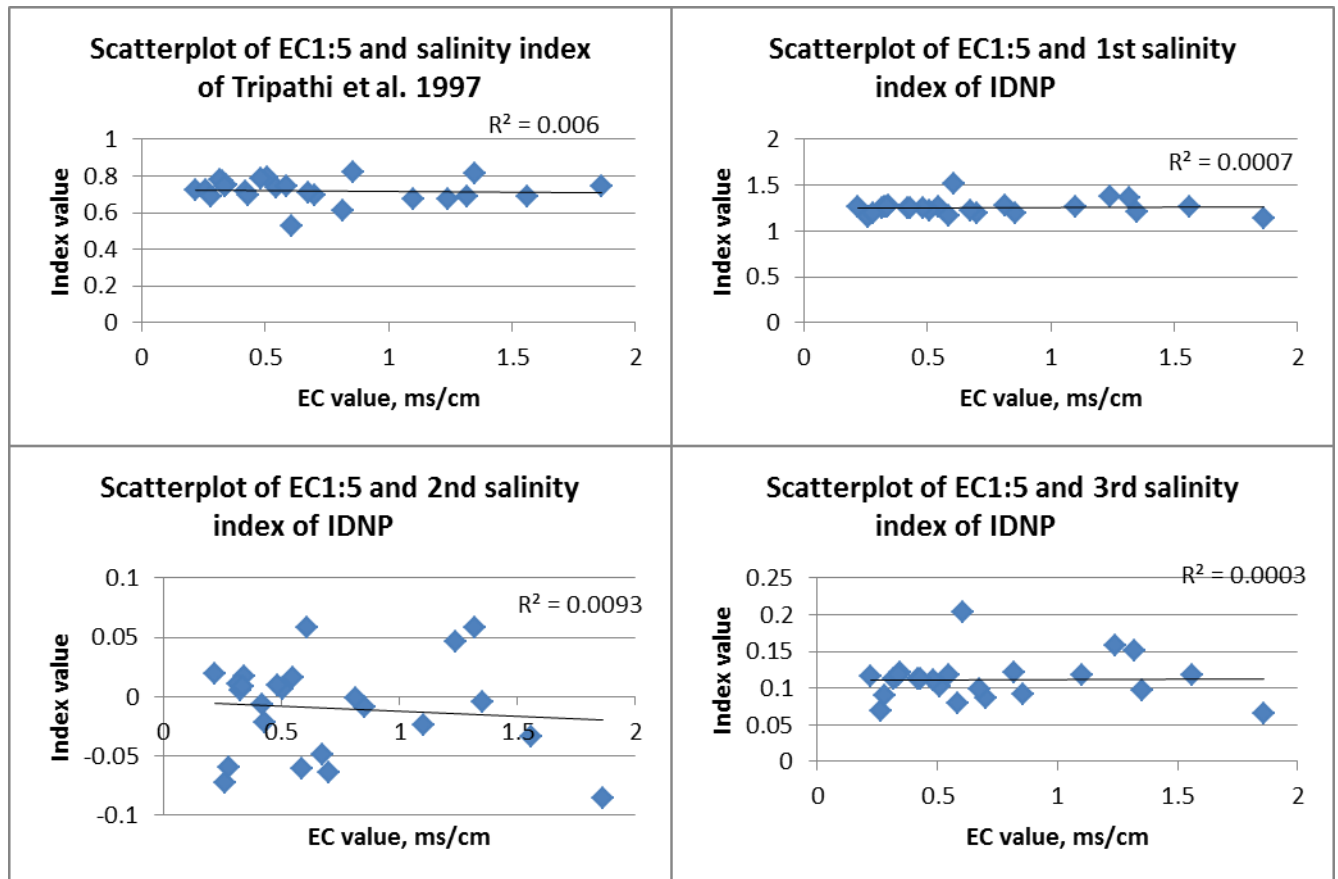 Scatterplot of EC1:5 and salinity index
of Tripathi et al. 1997
R² = 0.006
1
0.8
0.6
0.4
0.2
0
0 0.5 1 1.5 2
Index value
EC value, ms/cm
Scatterplot of EC1:5 and 1st salinity
index of IDNP
R² = 0.0007
2
1.5
1
0.5
0
0 0.5 1 1.5 2
Index value
EC value, ms/cm
Scatterplot of EC1:5 and 2nd salinity
index of IDNP
R² = 0.0093
0.1
0.05
0
-0.05
-0.1
0 0.5 1 1.5 2
Index value
EC value, ms/cm
Scatterplot of EC1:5 and 3rd salinity
index of IDNP
R² = 0.0003
0.25
0.2
0.15
0.1
0.05
0
0 0.5 1 1.5 2
Index value
EC value, ms/cm